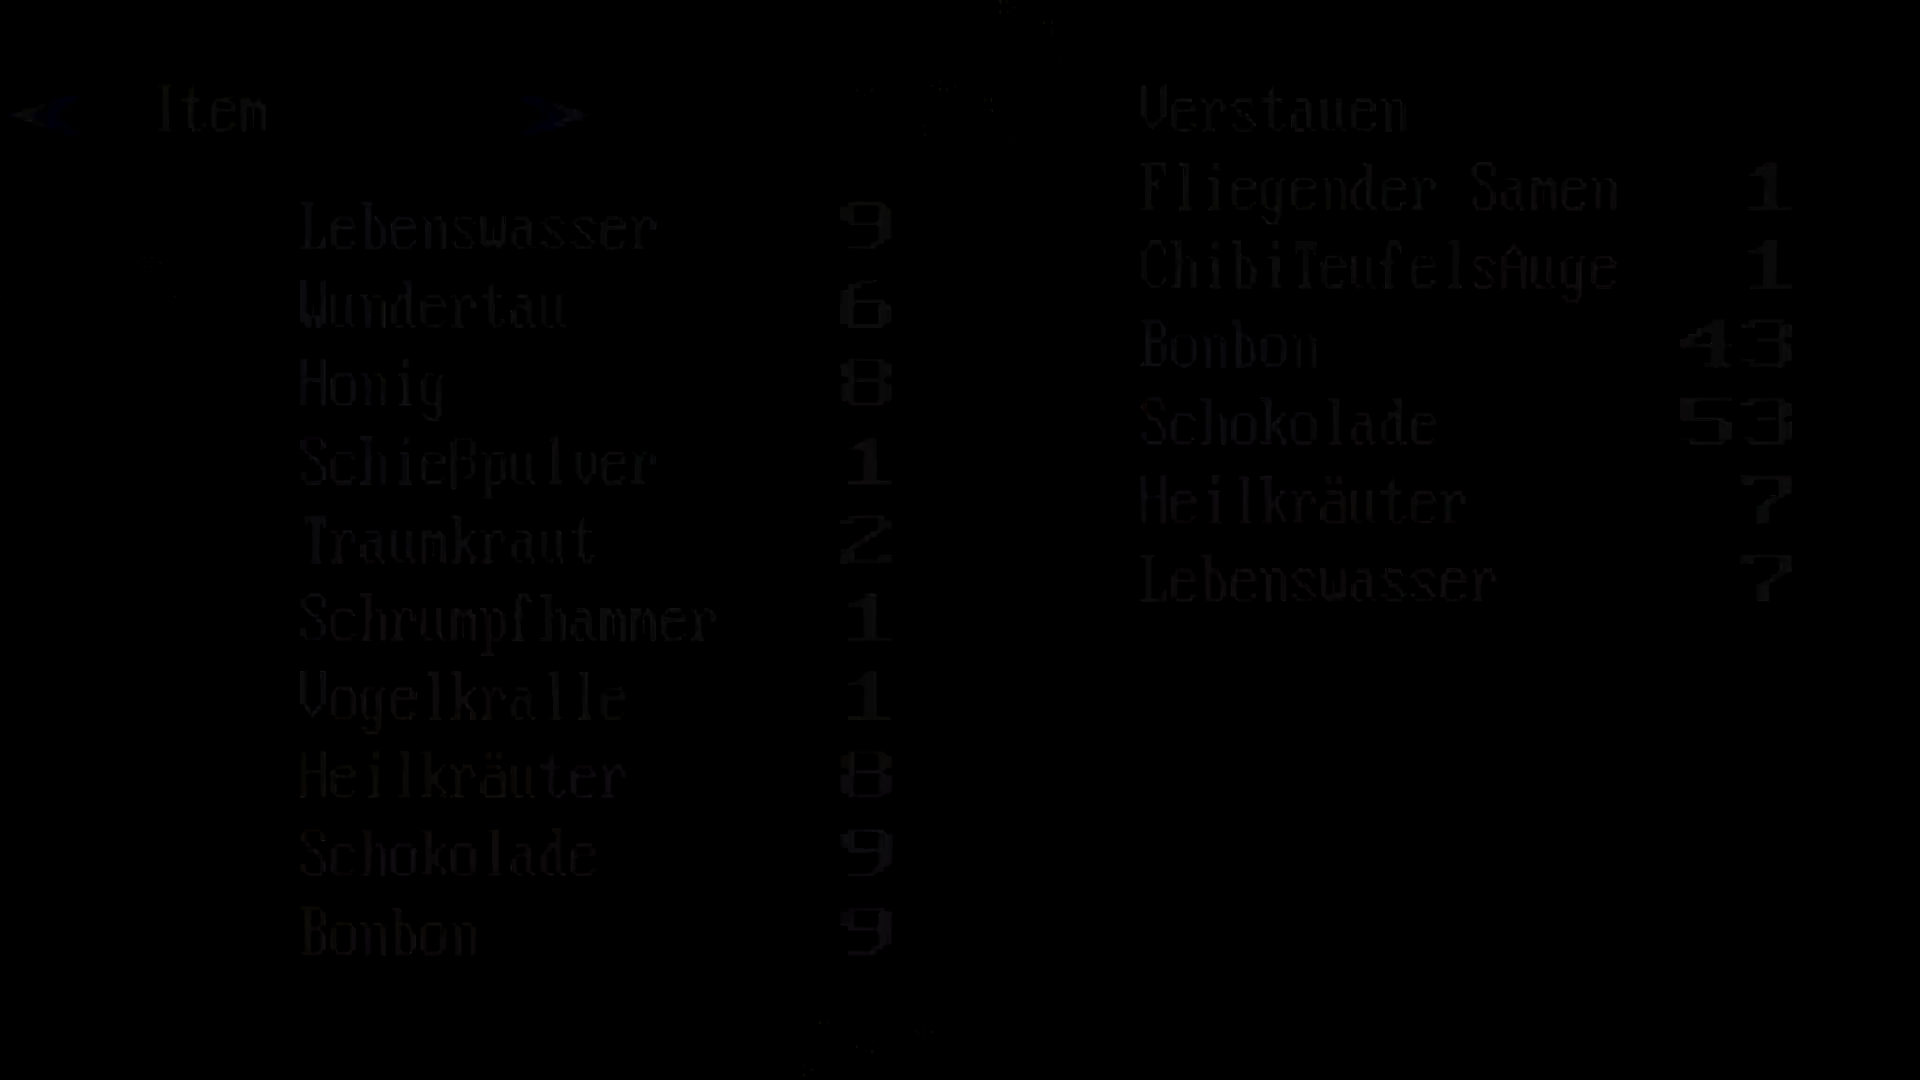 Item
Lebenswasser 9
Wundertau 6
Honig 8
Schießpulver 1
Traumkraut 2
Schrumpfhammer 1
Vogelkralle 1
Heilkräuter 8
Schokolade 9
Bonbon 9
Verstauen
Fliegender Samen 1
ChibiTeufelsAuge 1
Bonbon 43
Schokolade 53
Heilkräuter 7
Lebenswasser 7